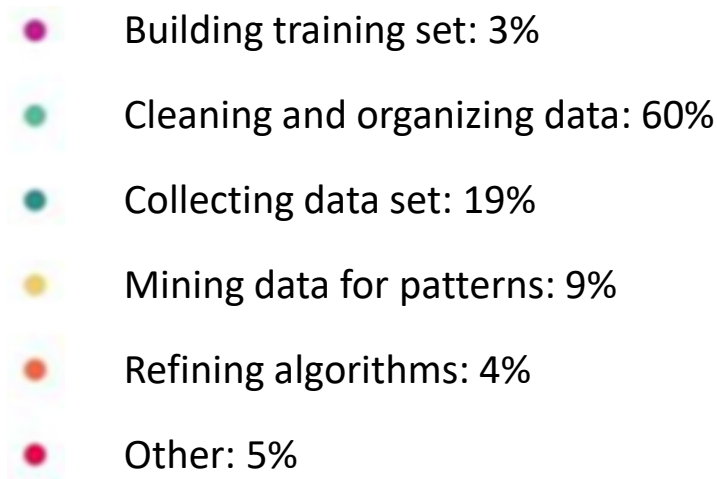 Building training set: 3%
Cleaning and organizing data: 60%
Collecting data set: 19%
Mining data for patterns: 9%
Refining algorithms: 4%
Other: 5%